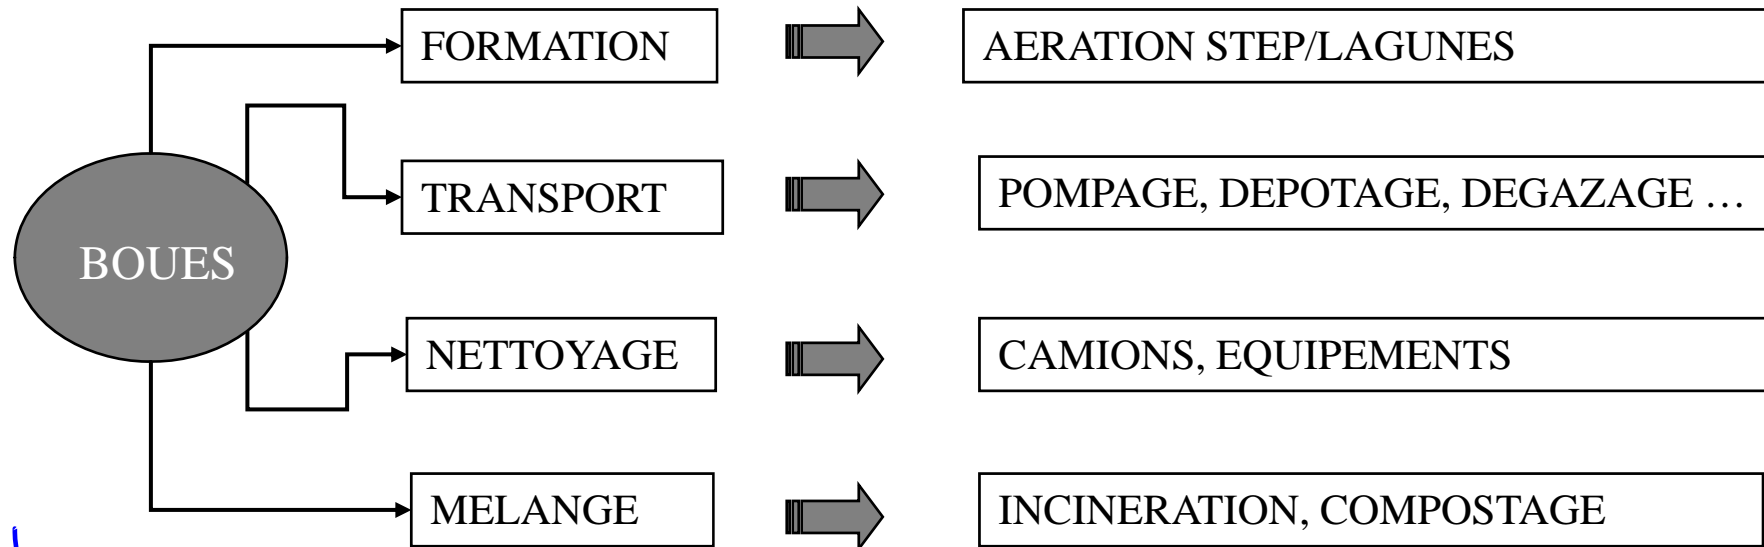 FORMATION
AERATION STEP/LAGUNES
TRANSPORT
POMPAGE, DEPOTAGE, DEGAZAGE …
BOUES
NETTOYAGE
CAMIONS, EQUIPEMENTS
MELANGE
INCINERATION, COMPOSTAGE